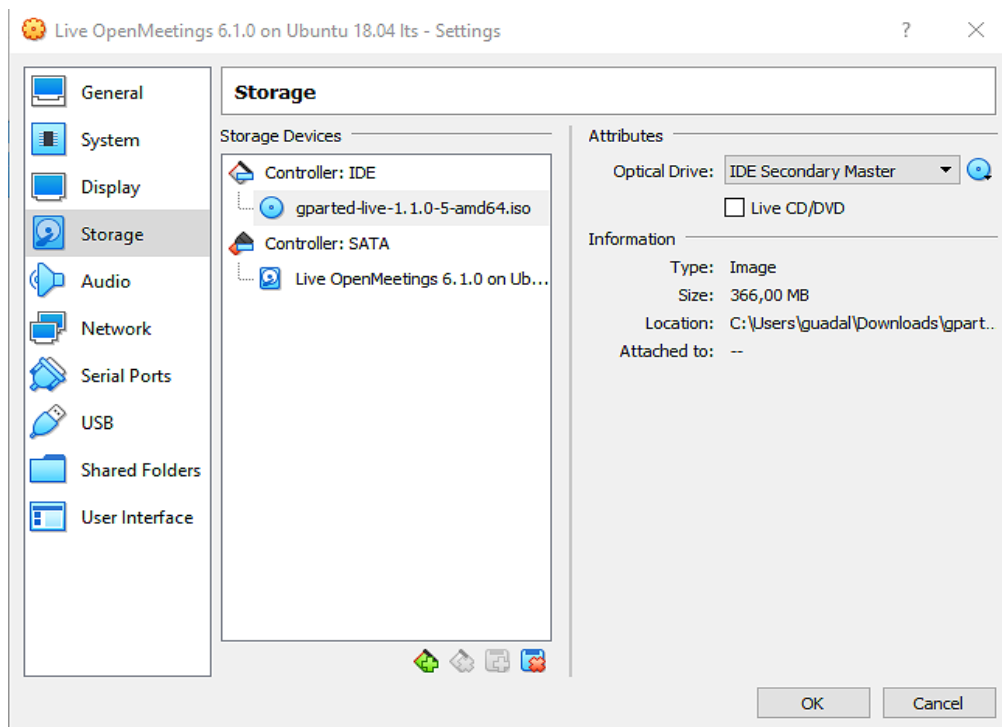 Live OpenMeetings 6.1.0 on Ubuntu 18.04 lts - Settings
?
General
System
Display
Storage
Audio
Network
Serial Ports
USB
Shared Folders
User Interface
Storage
Storage Devices
Controller: IDE
gparted-live-1.1.0-5-amd64.iso
Controller: SATA
Live OpenMeetings 6.1.0 on Ub...
Attributes
Optical Drive: IDE Secondary Master
Live CD/DVD
Information
Type: Image
Size: 366,00 MB
Location: C:\Users\guadal\Downloads\gpart..
Attached to: --
OK Cancel